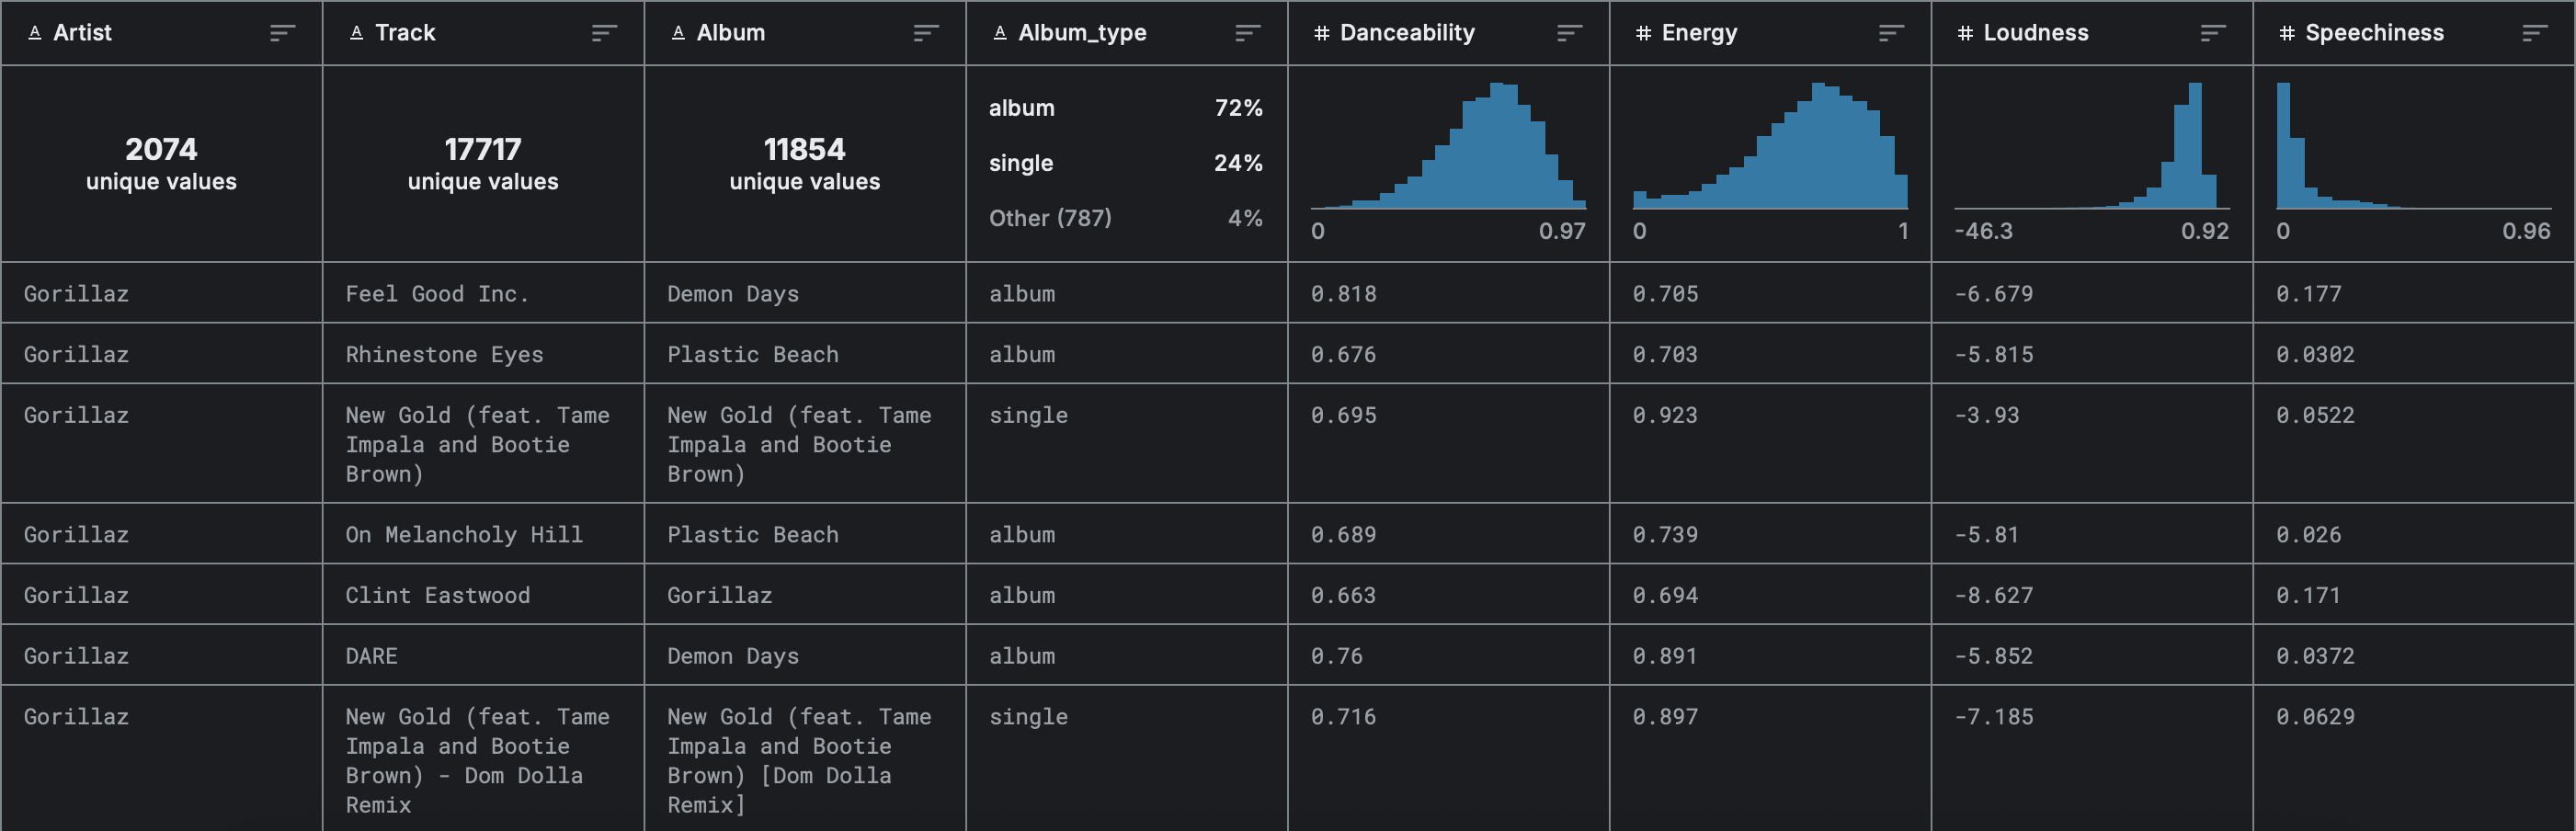 Artist Track Album Album_type Danceability Energy Loudness Speechiness
2074
unique values
17717
unique values
11854
unique values
album 72%
single 24%
Other (787) 4%
0 0.97
0 1
-46.3 0.92
0 0.96
Gorillaz Feel Good Inc. Demon Days album 0.818 0.705 -6.679 0.177
Gorillaz Rhinestone Eyes Plastic Beach album 0.676 0.703 -5.815 0.0302
Gorillaz New Gold (feat. Tame New Gold (feat. Tame single 0.695 0.923 -3.93 0.0522
Impala and Bootie Impala and Bootie
Brown) Brown)
Gorillaz On Melancholy Hill Plastic Beach album 0.689 0.739 -5.81 0.026
Gorillaz Clint Eastwood Gorillaz album 0.663 0.694 -8.627 0.171
Gorillaz DARE Demon Days album 0.76 0.891 -5.852 0.0372
Gorillaz New Gold (feat. Tame New Gold (feat. Tame single 0.716 0.897 -7.185 0.0629
Impala and Bootie Impala and Bootie
Brown) - Dom Dolla Brown) [Dom Dolla
Remix Remix]